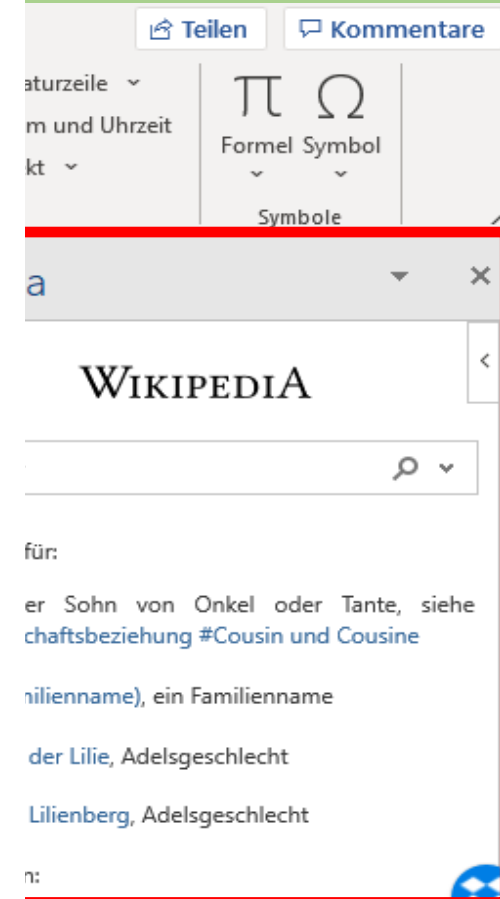 Teilen Kommentare
aturzeile
m und Uhrzeit
kt
Formel Symbol
Symbole
a
WIKIPEDIA
für:
er Sohn von Onkel oder Tante, siehe
chaftsbeziehung #Cousin und Cousine
milienname), ein Familienname
der Lilie, Adelsgeschlecht
Lilienberg, Adelsgeschlecht
n: